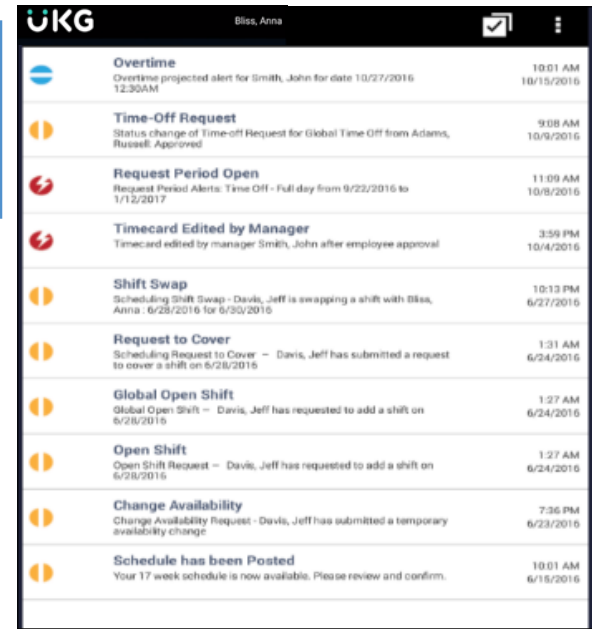 UKG
Bliss, Anna
Overtime
10:01 AM
Overtime projected alert for Smith, John for date 10/27/2016
10/15/2016
12:30AM
Time-Off Request
9:08 AM
Status change of Time-off Request for Global Time Off from Adams,
10/9/2016
Russell: Approved
Request Period Open
11:09 AM
Request Period Alerts: Time Off - Full day from 9/22/2016 to
10/8/2016
1/12/2017
Timecard Edited by Manager
3:59 PM
Timecard edited by manager Smith, John after employee approval
10/4/2016
Shift Swap
10:13 PM
Scheduling Shift Swap - Davis, Jeff is swapping a shift with Bliss,
6/27/2016
Anna : 6/28/2016 for 6/30/2016
Request to Cover
1:31 AM
Scheduling Request to Cover – Davis, Jeff has submitted a request
6/24/2016
to cover a shift on 6/28/2016
Global Open Shift
1:27 AM
Global Open Shift – Davis, Jeff has requested to add a shift on
6/24/2016
6/28/2016
Open Shift
1:27 AM
Open Shift Request – Davis, Jeff has requested to add a shift on
6/24/2016
6/28/2016
Change Availability
7:36 PM
Change Availability Request - Davis, Jeff has submitted a temporary
6/23/2016
availability change
Schedule has been Posted
10:01 AM
Your 17 week schedule is now available. Please review and confirm.
6/15/2016